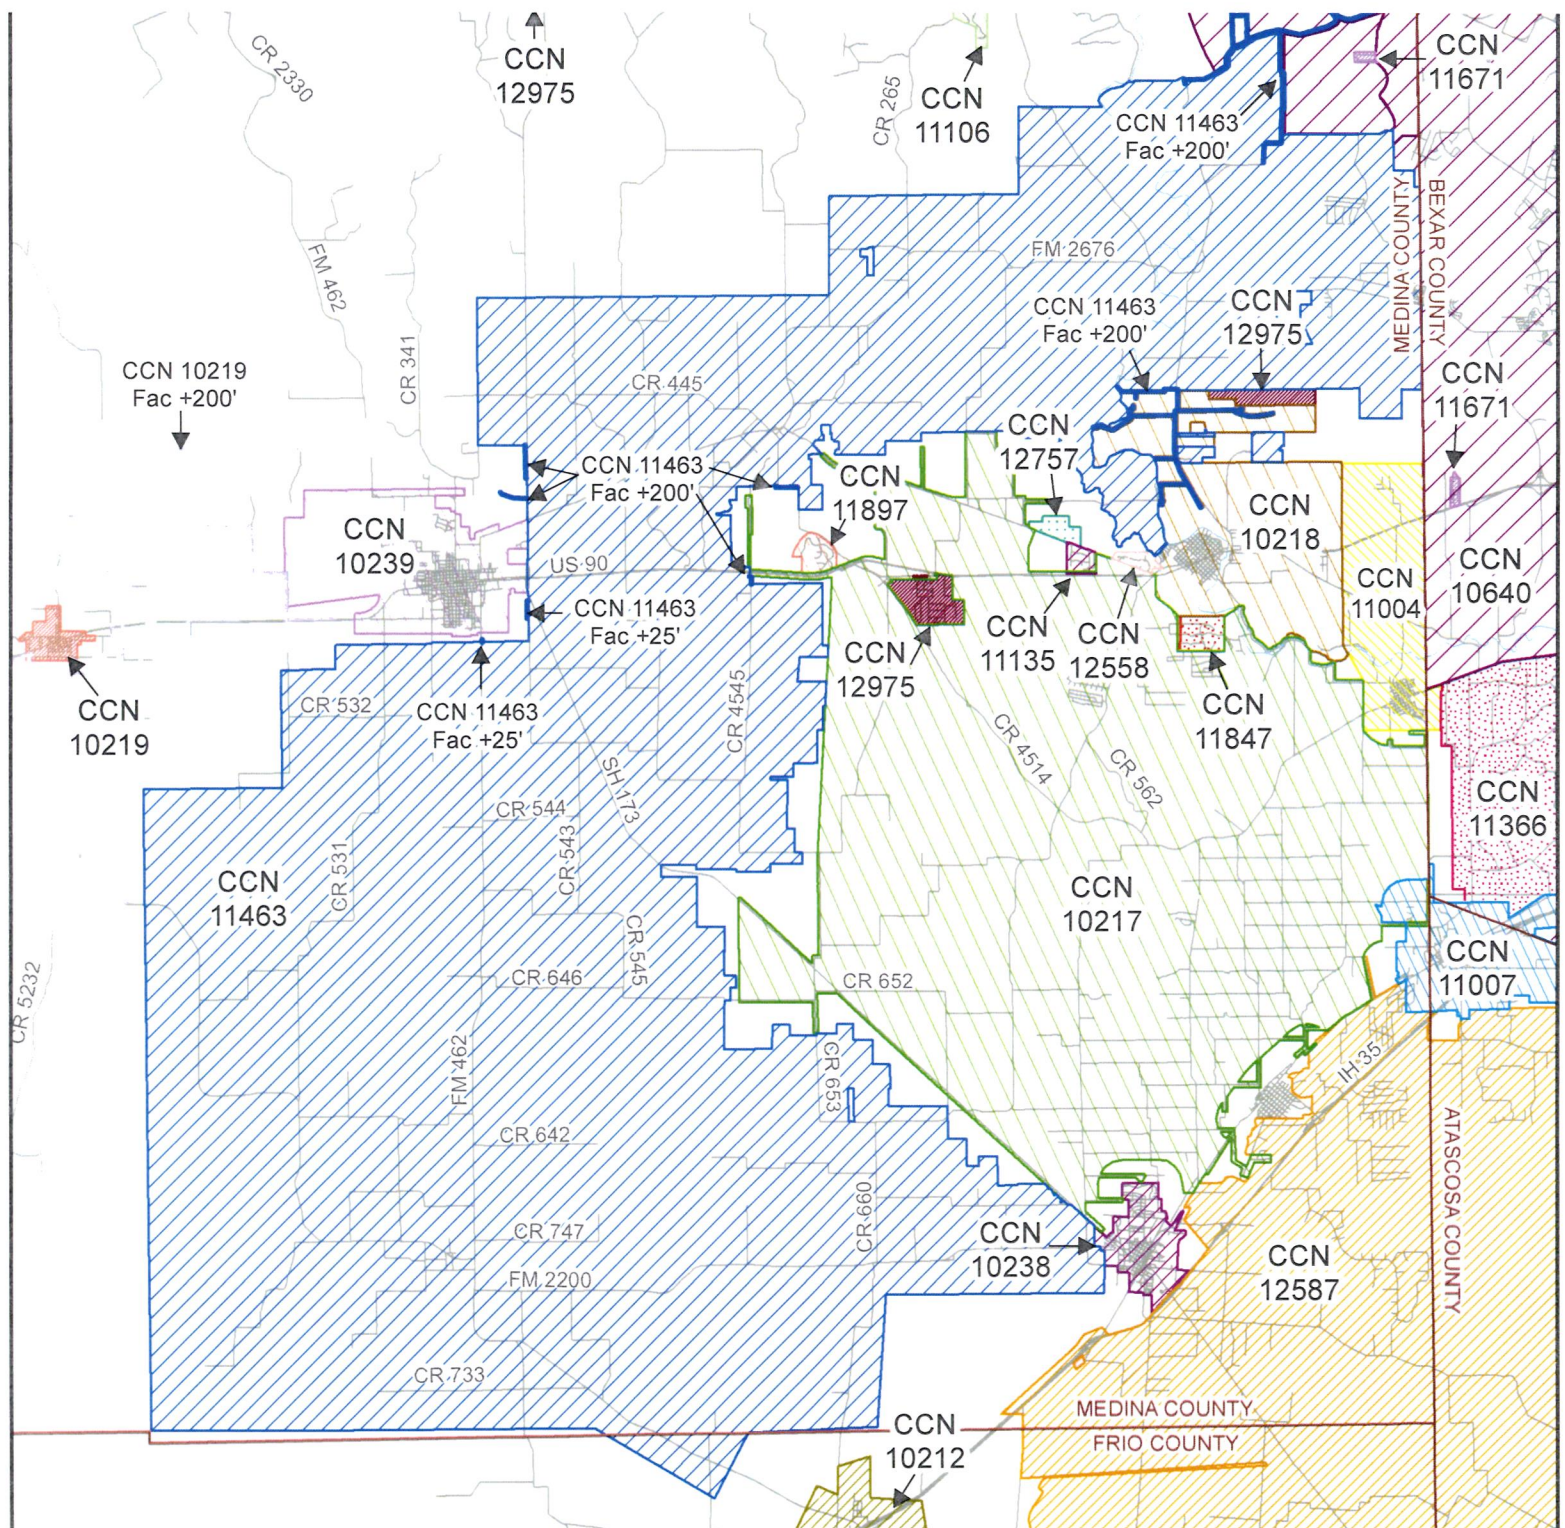 CCN
12975
CCN
11106
CCN
11671
CCN 11463
Fac +200'
CR 2330
CR 265
BEXAR COUNTY
MEDINA COUNTY
FM 2676
FM 462
CCN 11463
Fac +200'
CCN
12975
CCN 10219
Fac +200'
CR 341
CR 445
CCN
11671
CCN
12757
CCN 11463
Fac +200'
CCN
11897
CCN
10239
CCN
10218
US 90
CCN
11004
CCN
10640
CCN 11463
Fac +25'
CCN
12975
CCN
11135
CCN
12558
CCN
10219
CR 532
CCN 11463
Fac +25'
CR 4545
CCN
11847
SH 173
CR 4514
CR 562
CCN
11366
CR 544
CR 531
CR 543
CCN
11463
CCN
10217
CR 545
CCN
11007
CR 5232
CR 646
CR 652
FM 462
CR 653
IH 35
CR 642
ATASCOSA COUNTY
CR 660
CR 747
CCN
10238
CCN
12587
FM 2200
CR 733
MEDINA COUNTY
FRIO COUNTY
CCN
10212